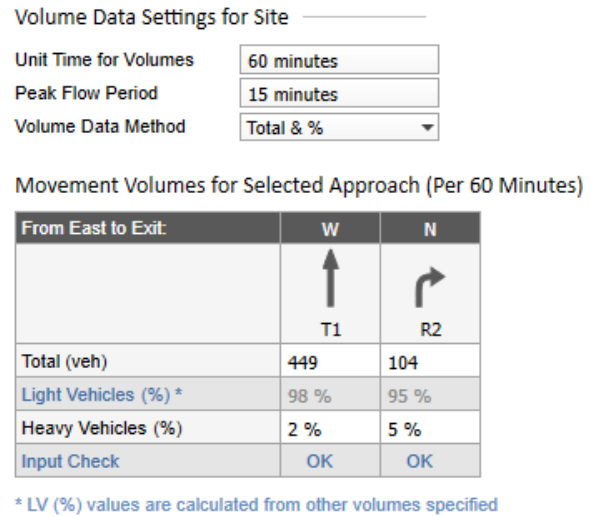 Volume Data Settings for Site
Unit Time for Volumes 60 minutes
Peak Flow Period 15 minutes
Volume Data Method Total & %
Movement Volumes for Selected Approach (Per 60 Minutes)
From East to Exit: W N
T1 R2
Total (veh) 449 104
Light Vehicles (%) * 98 % 95 %
Heavy Vehicles (%) 2 % 5 %
Input Check OK OK
* LV (%) values are calculated from other volumes specified